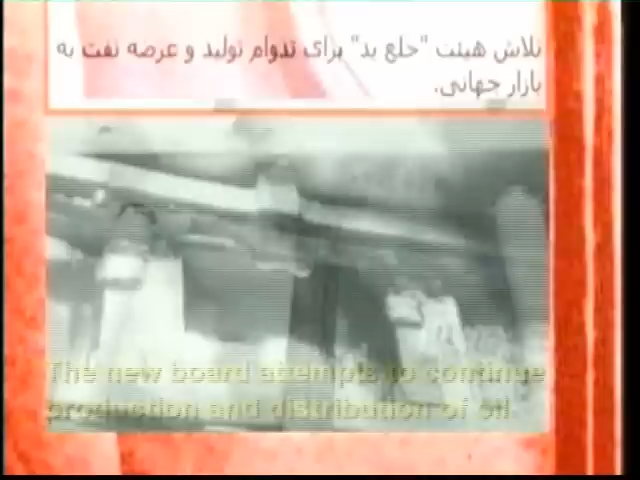 تلاش هیئت "خلع ید" برای تدوام تولید و عرضه نفت به
بازار جهانی.
The new board attempts to continue
production and distribution of oil.